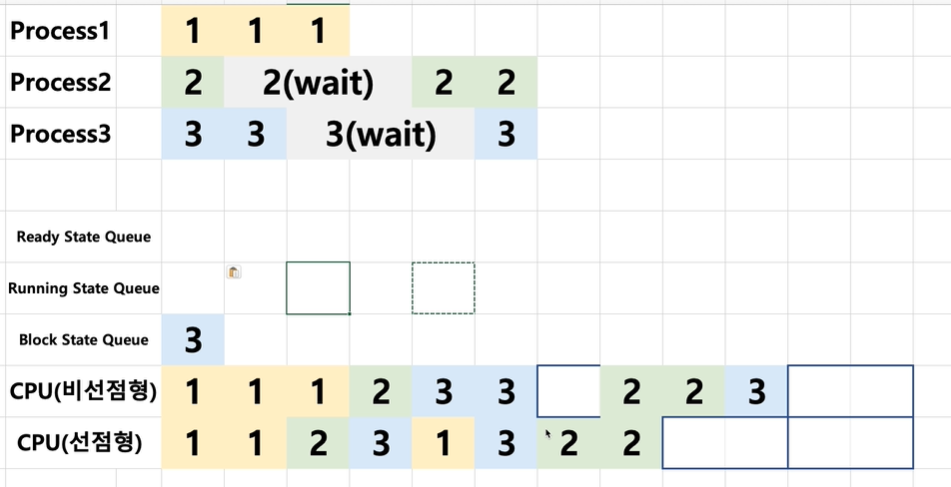 Process1 1 1 1
Process2 2 2(wait) 2 2
Process3 3 3 3(wait) 3
Ready State Queue
Running State Queue
Block State Queue 3
CPU(비선점형) 1 1 1 2 3 3 2 2 3
CPU(선점형) 1 1 2 3 1 3 2 2